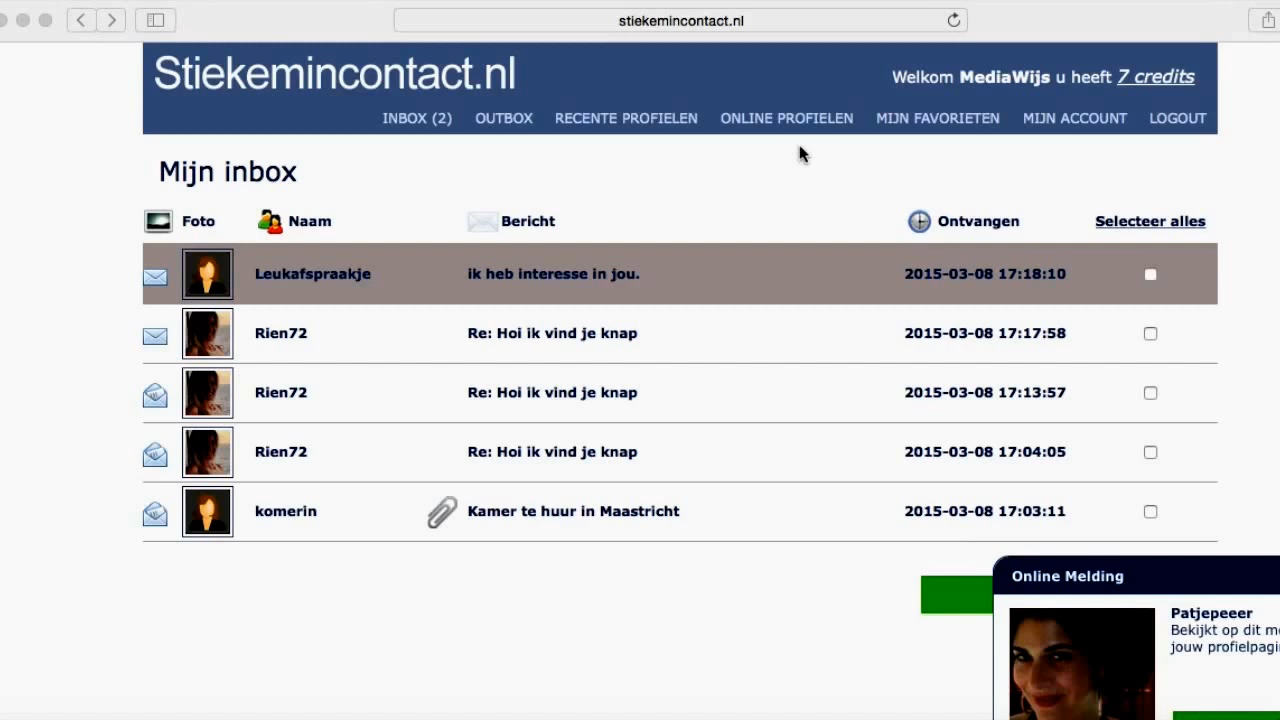 stiekemincontact.nl
Stiekemincontact.nl
Welkom MediaWijs u heeft 7 credits
INBOX (2) OUTBOX RECENTE PROFIELEN ONLINE PROFIELEN MIJN FAVORIETEN MIJN ACCOUNT LOGOUT
Mijn inbox
Foto Naam Bericht Ontvangen Selecteer alles
Leukafspraakje ik heb interesse in jou. 2015-03-08 17:18:10
Rien72 Re: Hoi ik vind je knap 2015-03-08 17:17:58
Rien72 Re: Hoi ik vind je knap 2015-03-08 17:13:57
Rien72 Re: Hoi ik vind je knap 2015-03-08 17:04:05
komerin Kamer te huur in Maastricht 2015-03-08 17:03:11
Online Melding
Patjepeeer
Bekijkt op dit
jouw